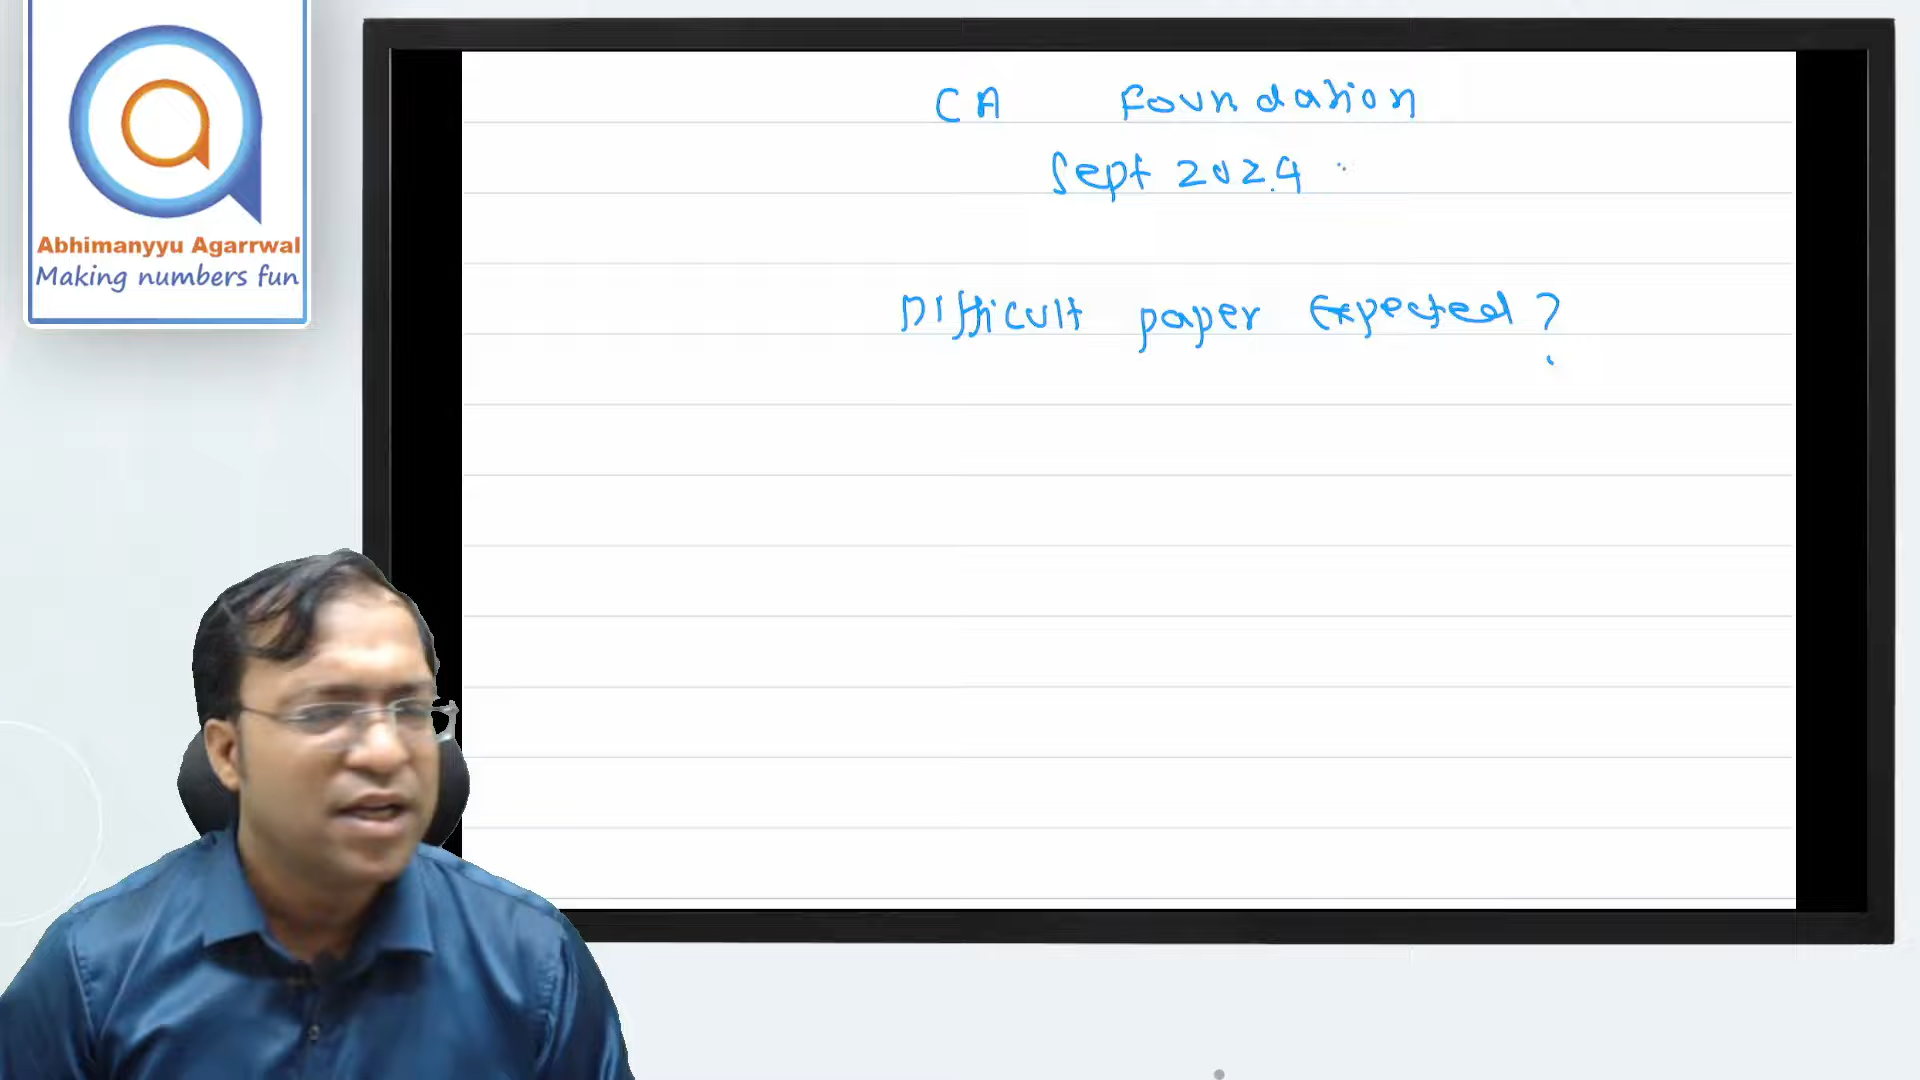 Abhimanyyu Agarrwal
Making numbers fun
CA Foundation
Sept 2024
Difficult paper Expected ?